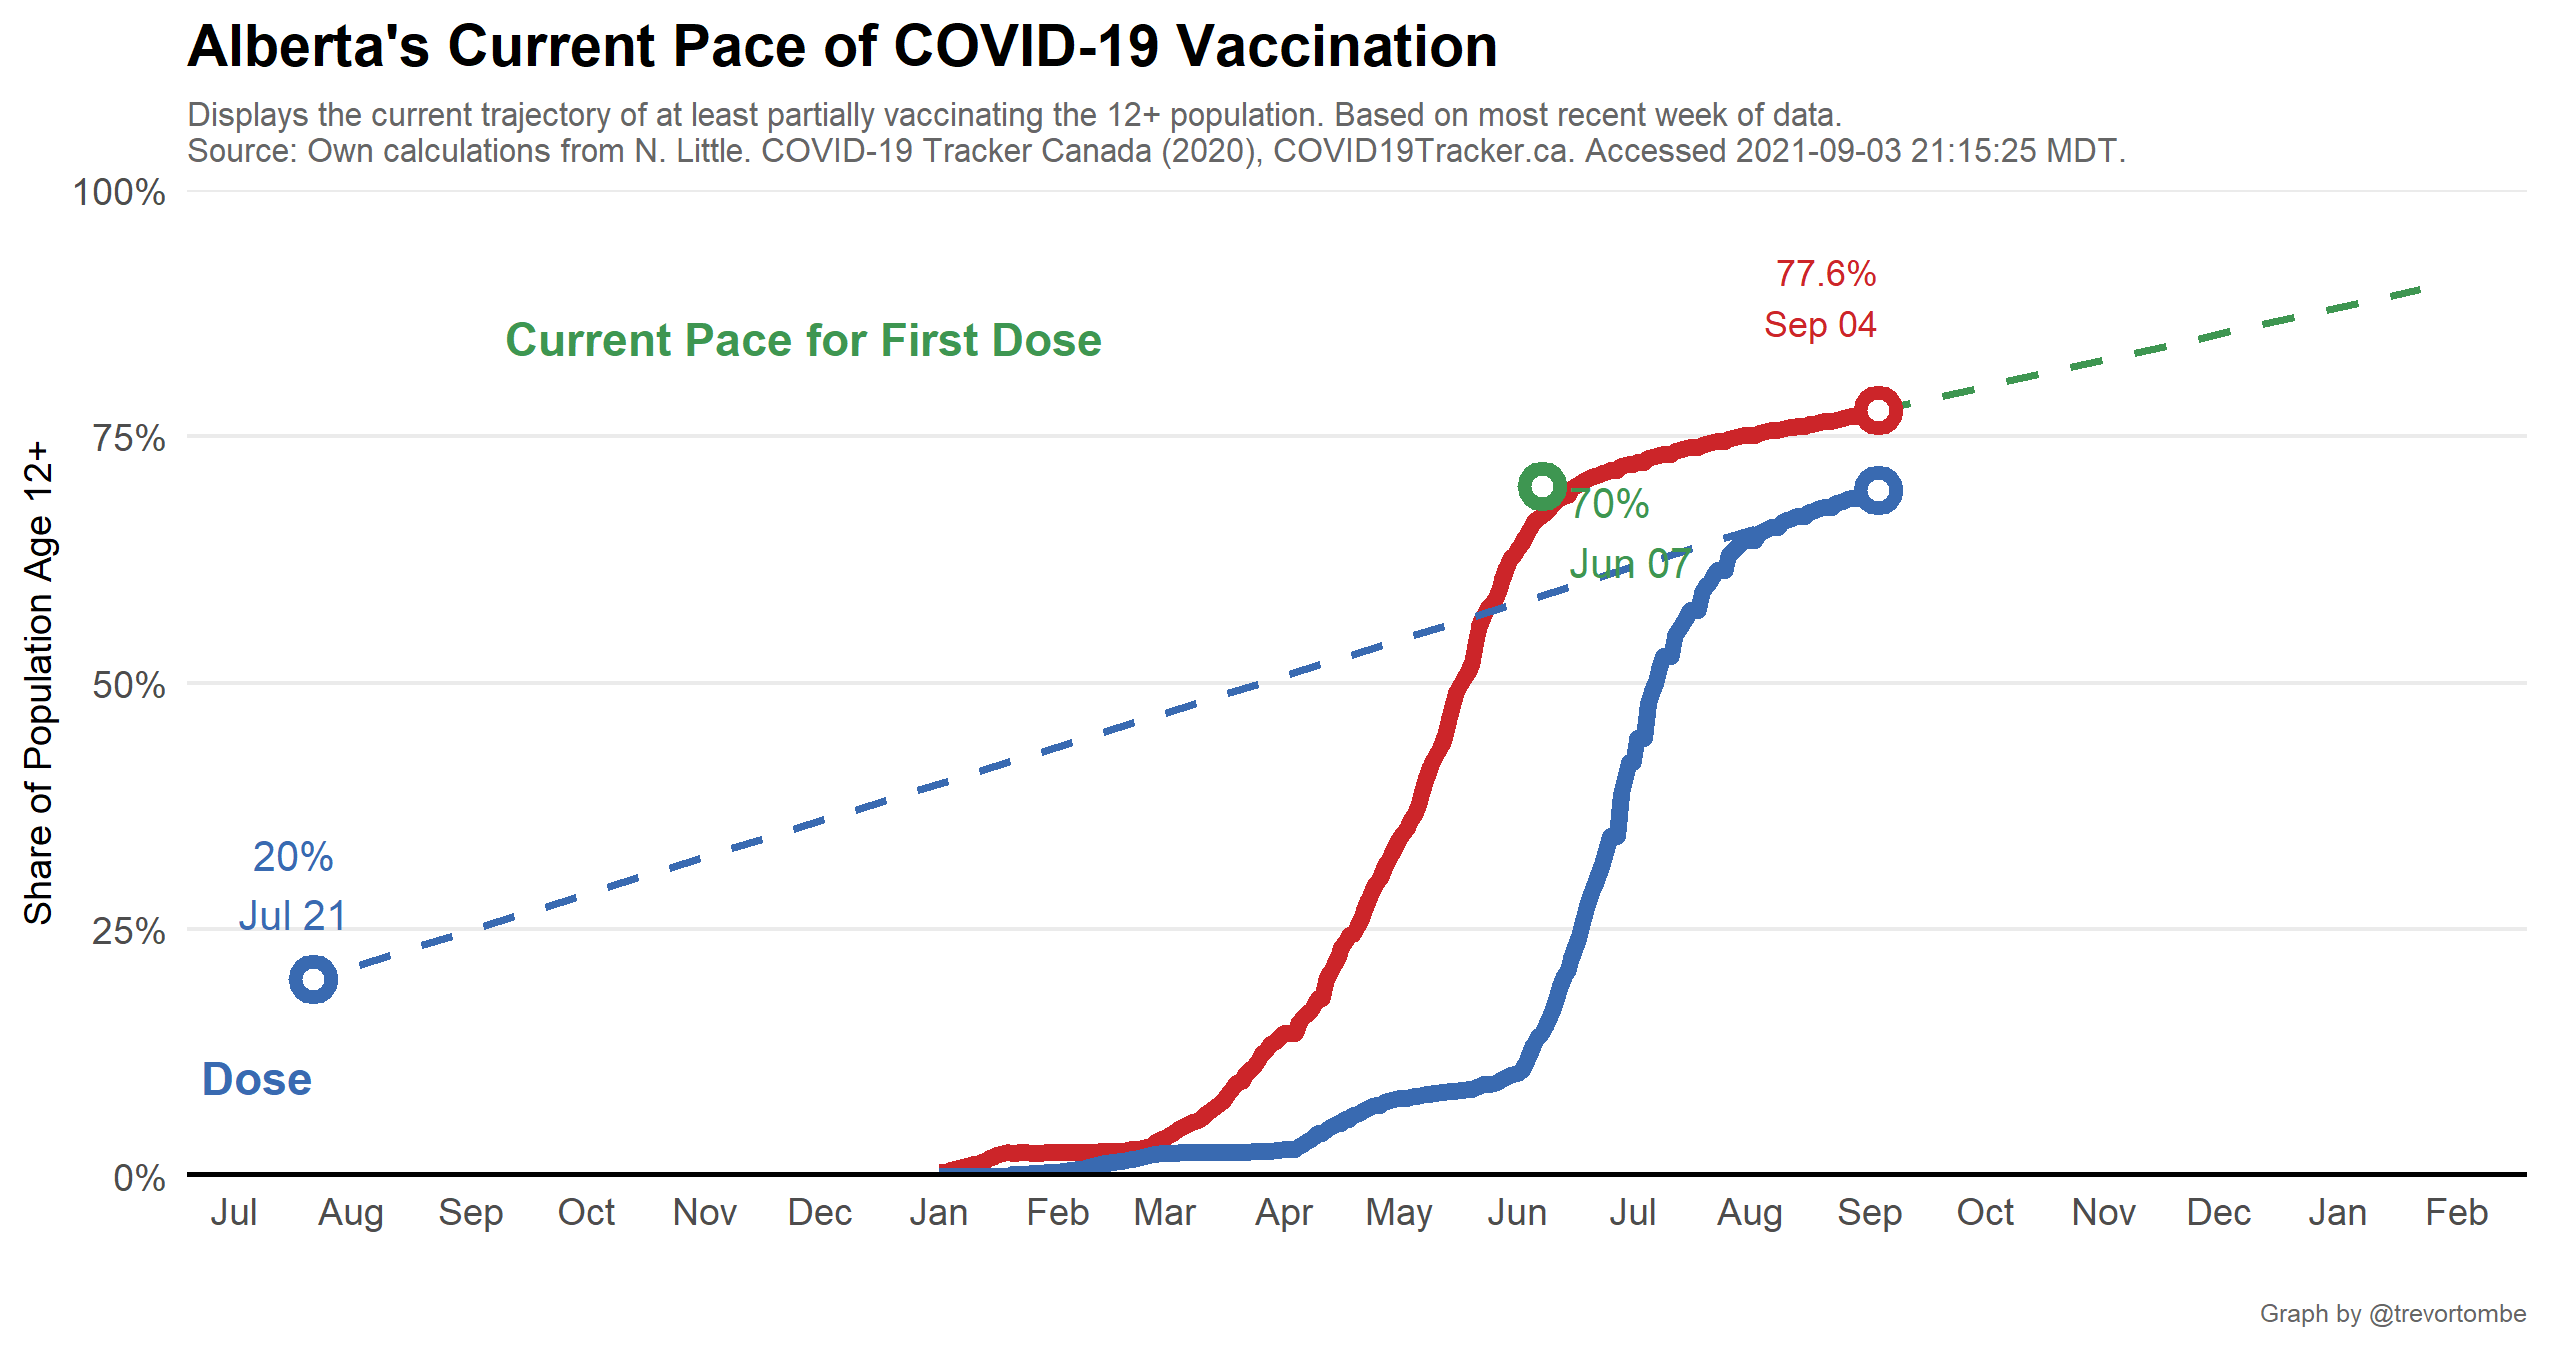 Alberta's Current Pace of COVID-19 Vaccination
Displays the current trajectory of at least partially vaccinating the 12+ population. Based on most recent week of data.
Source: Own calculations from N. Little. COVID-19 Tracker Canada (2020), COVID19Tracker.ca. Accessed 2021-09-03 21:15:25 MDT.
100%
75%
50%
25%
0%
Share of Population Age 12+
Current Pace for First Dose
77.6%
Sep 04
70%
Jun 07
20%
Jul 21
Dose
Jul Aug Sep Oct Nov Dec Jan Feb Mar Apr May Jun Jul Aug Sep Oct Nov Dec Jan Feb
Graph by @trevortombe